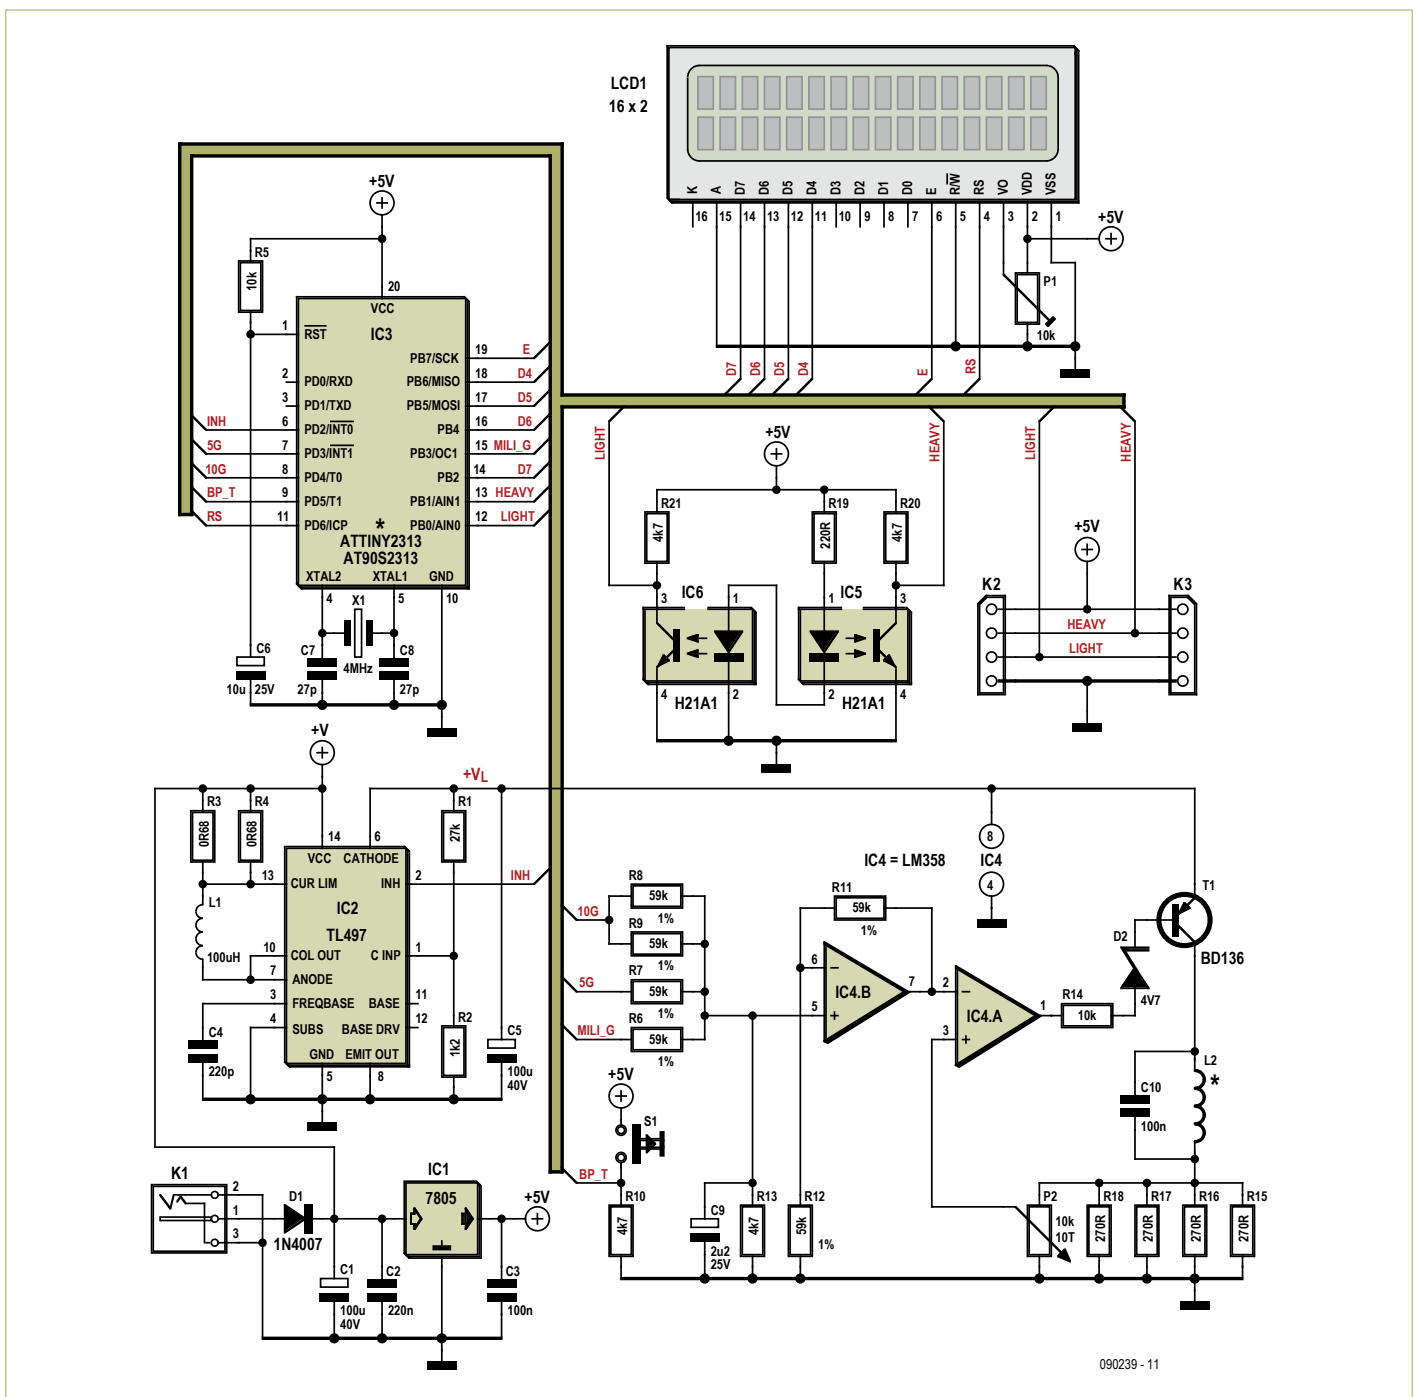 LCD1
16 x 2
K A D7 D6 D5 D4 D3 D2 D1 D0 E R/W RS VO VDD VSS
16 15 14 13 12 11 10 9 8 7 6 5 4 3 2 1
+5V
P1
10k
D7 D6 D5 D4 E RS
+5V
R5
10k
20
VCC
IC3
1 RST
2 PD0/RXD
3 PD1/TXD
INH 6 PD2/INT0
5G 7 PD3/INT1
10G 8 PD4/T0
BP_T 9 PD5/T1
RS 11 PD6/ICP
PB7/SCK 19 E
PB6/MISO 18 D4
PB5/MOSI 17 D5
PB4 16 D6
PB3/OC1 15 MILI_G
PB2 14 D7
PB1/AIN1 13 HEAVY
PB0/AIN0 12 LIGHT
*
ATTINY2313
AT90S2313
XTAL2 XTAL1 GND
4 5 10
X1
4MHz
C6
10u 25V
C7
27p
C8
27p
LIGHT
HEAVY
LIGHT
HEAVY
+5V
R21
4k7
R19
220R
R20
4k7
IC6
3 1
4 2
H21A1
IC5
1 3
2 4
H21A1
+5V
K2
K3
HEAVY
LIGHT
+V
+VL
R3
0R68
R4
0R68
R1
27k
14 6
VCC CATHODE
13 CUR LIM
INH 2
INH
IC2
TL497
L1
100uH
10 COL OUT
C INP 1
7 ANODE
3 FREQBASE
BASE 11
4 SUBS
BASE DRV 12
GND EMIT OUT
5 8
C4
220p
R2
1k2
C5
100u
40V
10G
5G
MILI_G
R8
59k
1%
R9
59k
1%
R7
59k
1%
R6
59k
1%
IC4 = LM358
8
IC4
4
R11
59k
1%
6
5
IC4.B
7
2
3
IC4.A
1
R14
10k
D2
4V7
T1
BD136
L2
*
C10
100n
+5V
S1
BP_T
R10
4k7
C9
2u2
25V
R13
4k7
R12
59k
1%
P2
10k
10T
R18
270R
R17
270R
R16
270R
R15
270R
K1
2
1
3
D1
1N4007
IC1
7805
+5V
C1
100u
40V
C2
220n
C3
100n
090239 - 11